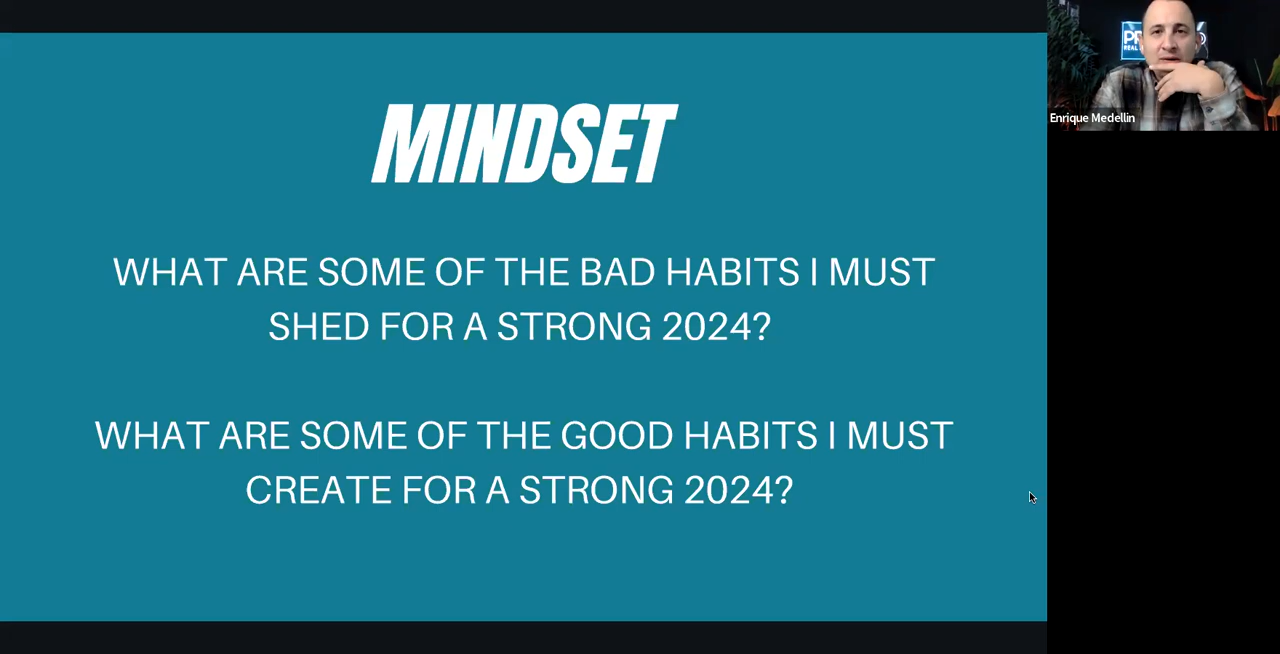 MINDSET
WHAT ARE SOME OF THE BAD HABITS I MUST
SHED FOR A STRONG 2024?
WHAT ARE SOME OF THE GOOD HABITS I MUST
CREATE FOR A STRONG 2024?
Enrique Medellin